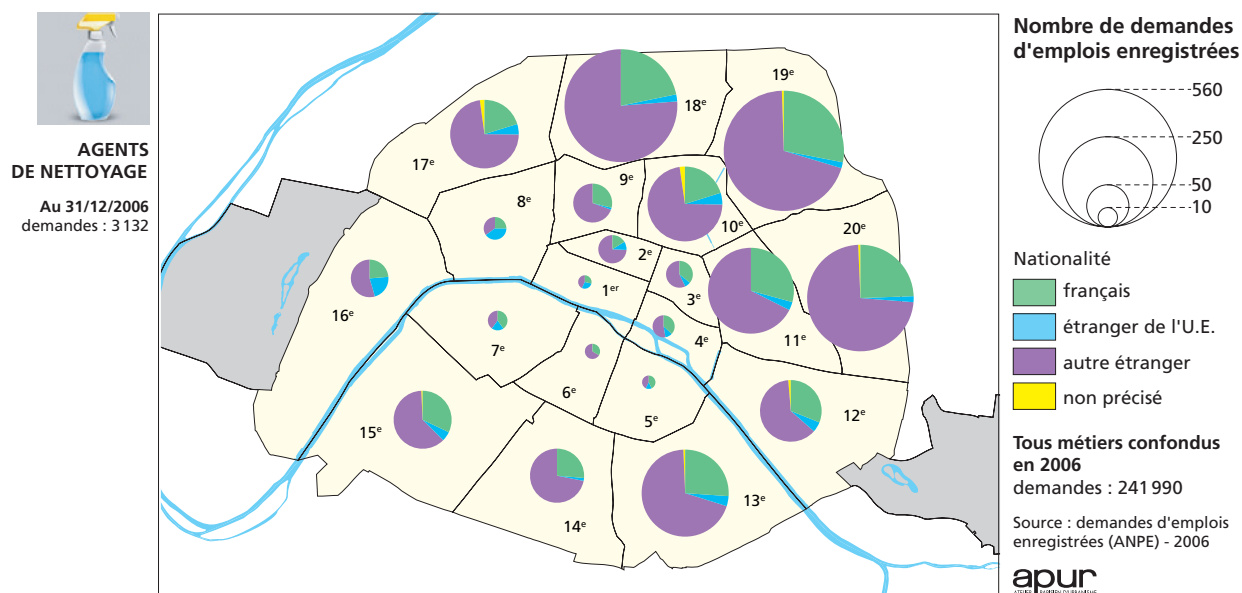 AGENTS
DE NETTOYAGE
Au 31/12/2006
demandes : 3 132
19e
18e
17e
9e
8e
10e
20e
2e
1er
3e
16e
7e
4e
11e
6e
5e
12e
15e
13e
14e
Nombre de demandes
d'emplois enregistrées
560
250
50
10
Nationalité
français
étranger de l'U.E.
autre étranger
non précisé
Tous métiers confondus
en 2006
demandes : 241 990
Source : demandes d'emplois
enregistrées (ANPE) - 2006
apur
ATELIER PARISIEN D'URBANISME